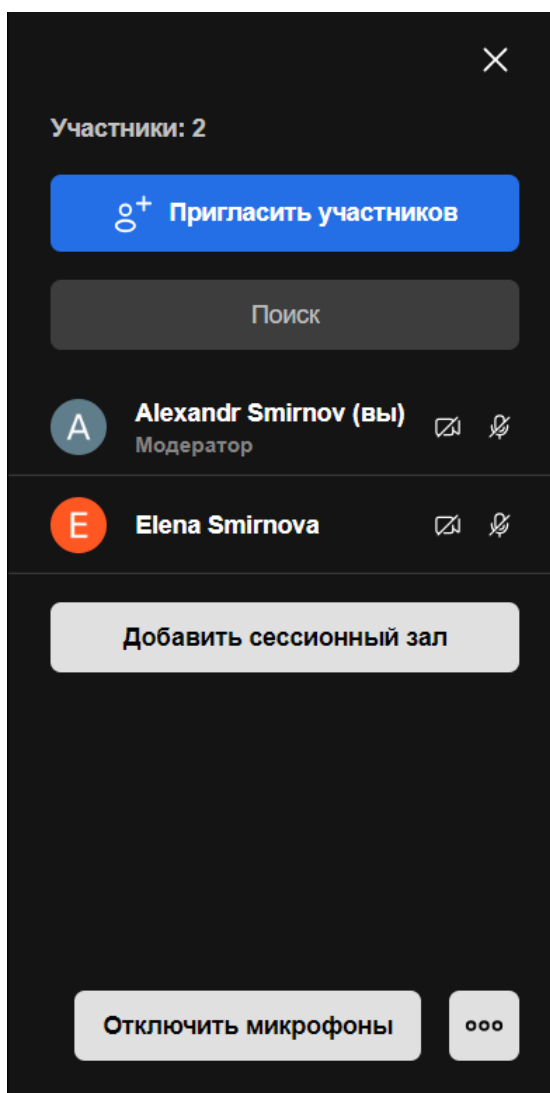 Участники: 2
Пригласить участников
Поиск
A
Alexandr Smirnov (вы)
Модератор
E
Elena Smirnova
Добавить сессионный зал
Отключить микрофоны